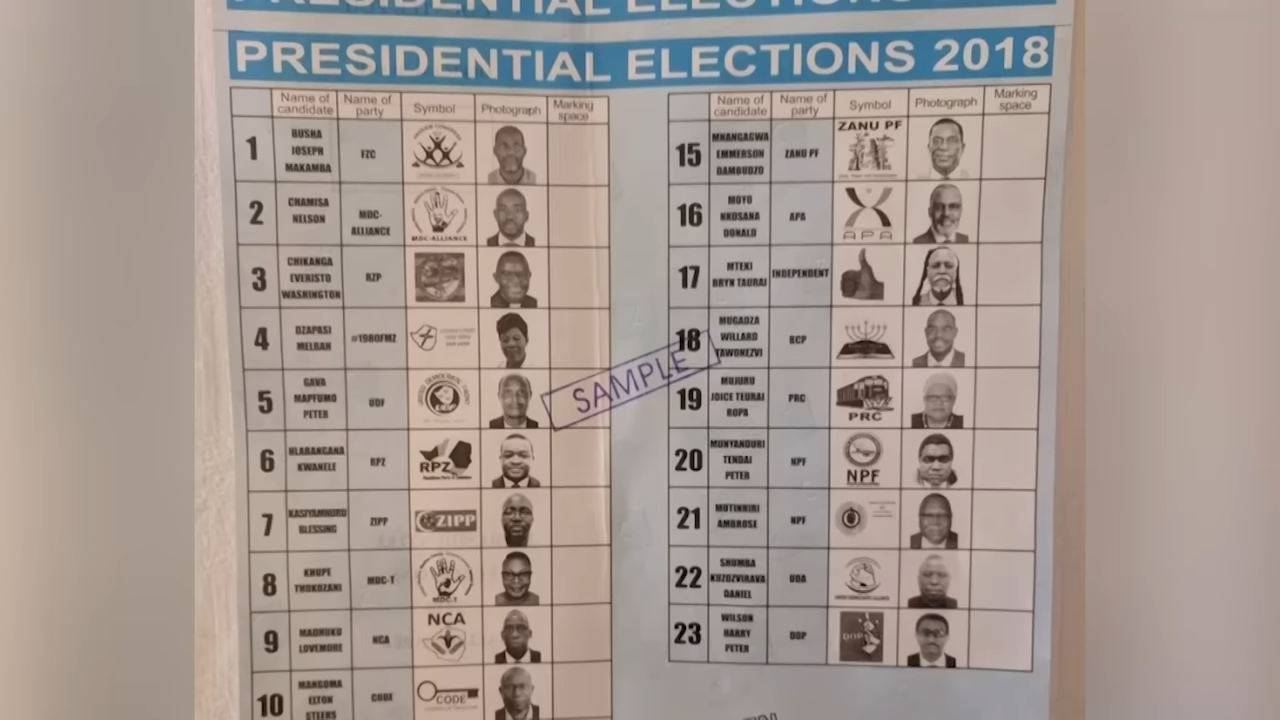 PRESIDENTIAL ELECTIONS
PRESIDENTIAL ELECTIONS 2018
Name of candidate Name of party Symbol Photograph Marking space
1 BUSHA JOSEPH MAKAMBA FZC
2 CHAMISA NELSON MDC-ALLIANCE MDC-ALLIANCE
3 CHIKANGA EVERISTO WASHINGTON RZP
4 DZAPASI MELBAH #1980FMZ
5 GAVA MAPFUMO PETER UDF
6 HLABANGANA KWANELE RPZ RPZ
7 KASIYAMHURU BLESSING ZIPP ZIPP
8 KHUPE THOKOZANI MDC-T MDC-T
9 MADHUKU LOVEMORE NCA NCA
10 MANGOMA ELTON STEERS CODE CODE
Name of candidate Name of party Symbol Photograph Marking space
15 MNANGAGWA EMMERSON DAMBUDZO ZANU PF ZANU PF
16 MOYO NKOSANA DONALD APA APA
17 MTEKI BRYN TAURAI INDEPENDENT
18 MUGADZA WILLARD TAWONEZVI BCP
19 MUJURU JOICE TEURAI ROPA PRC PRC
20 MUNYANDURI TENDAI PETER NPF NPF
21 MUTINHIRI AMBROSE NPF
22 SHUMBA KUZOZVIRAVA DANIEL UDA
23 WILSON HARRY PETER DOP DOP
SAMPLE